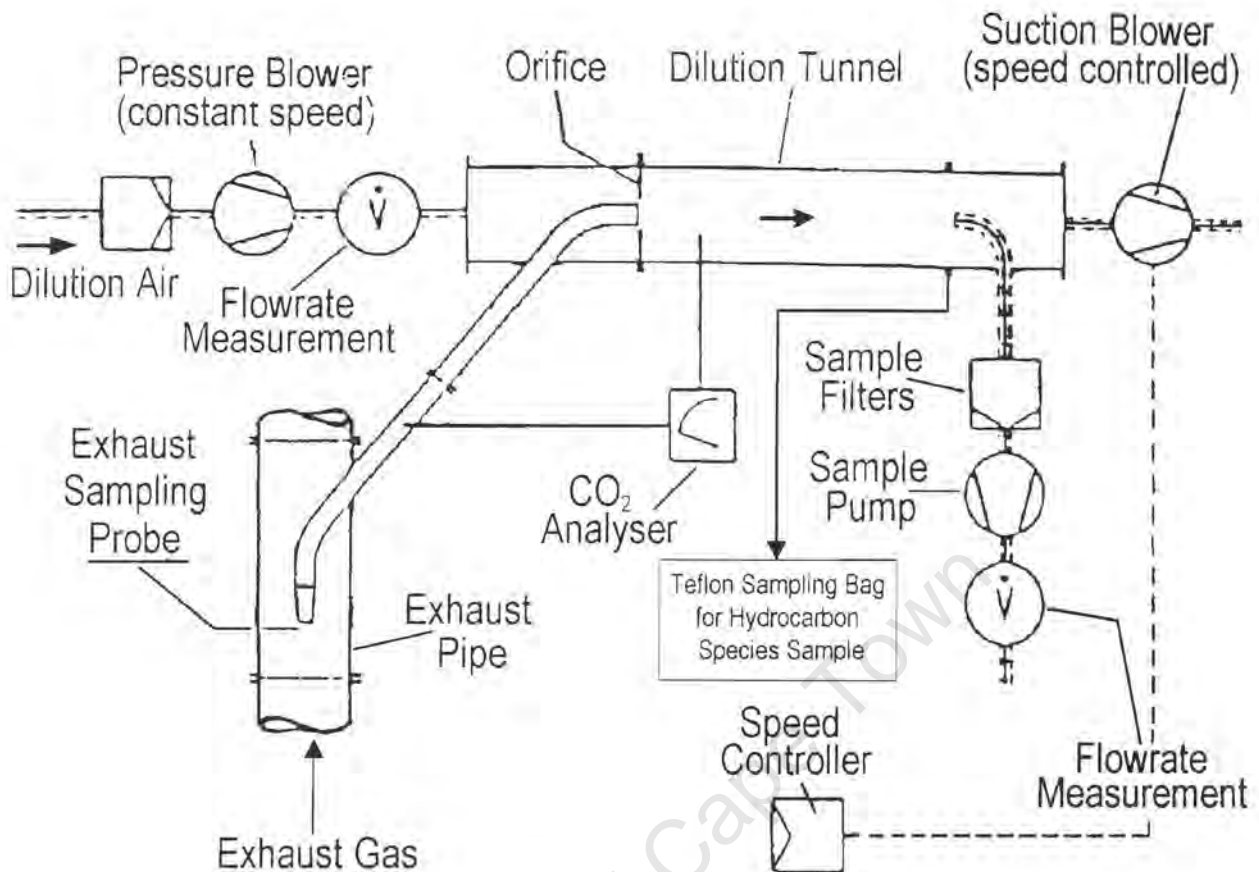 Pressure Blower
(constant speed)
Orifice
Dilution Tunnel
Suction Blower
(speed controlled)
V̇
Dilution Air
Flowrate
Measurement
Exhaust
Sampling
Probe
CO₂
Analyser
Sample
Filters
Sample
Pump
Teflon Sampling Bag
for Hydrocarbon
Species Sample
V̇
Exhaust
Pipe
Speed
Controller
Flowrate
Measurement
Exhaust Gas
Cape Town